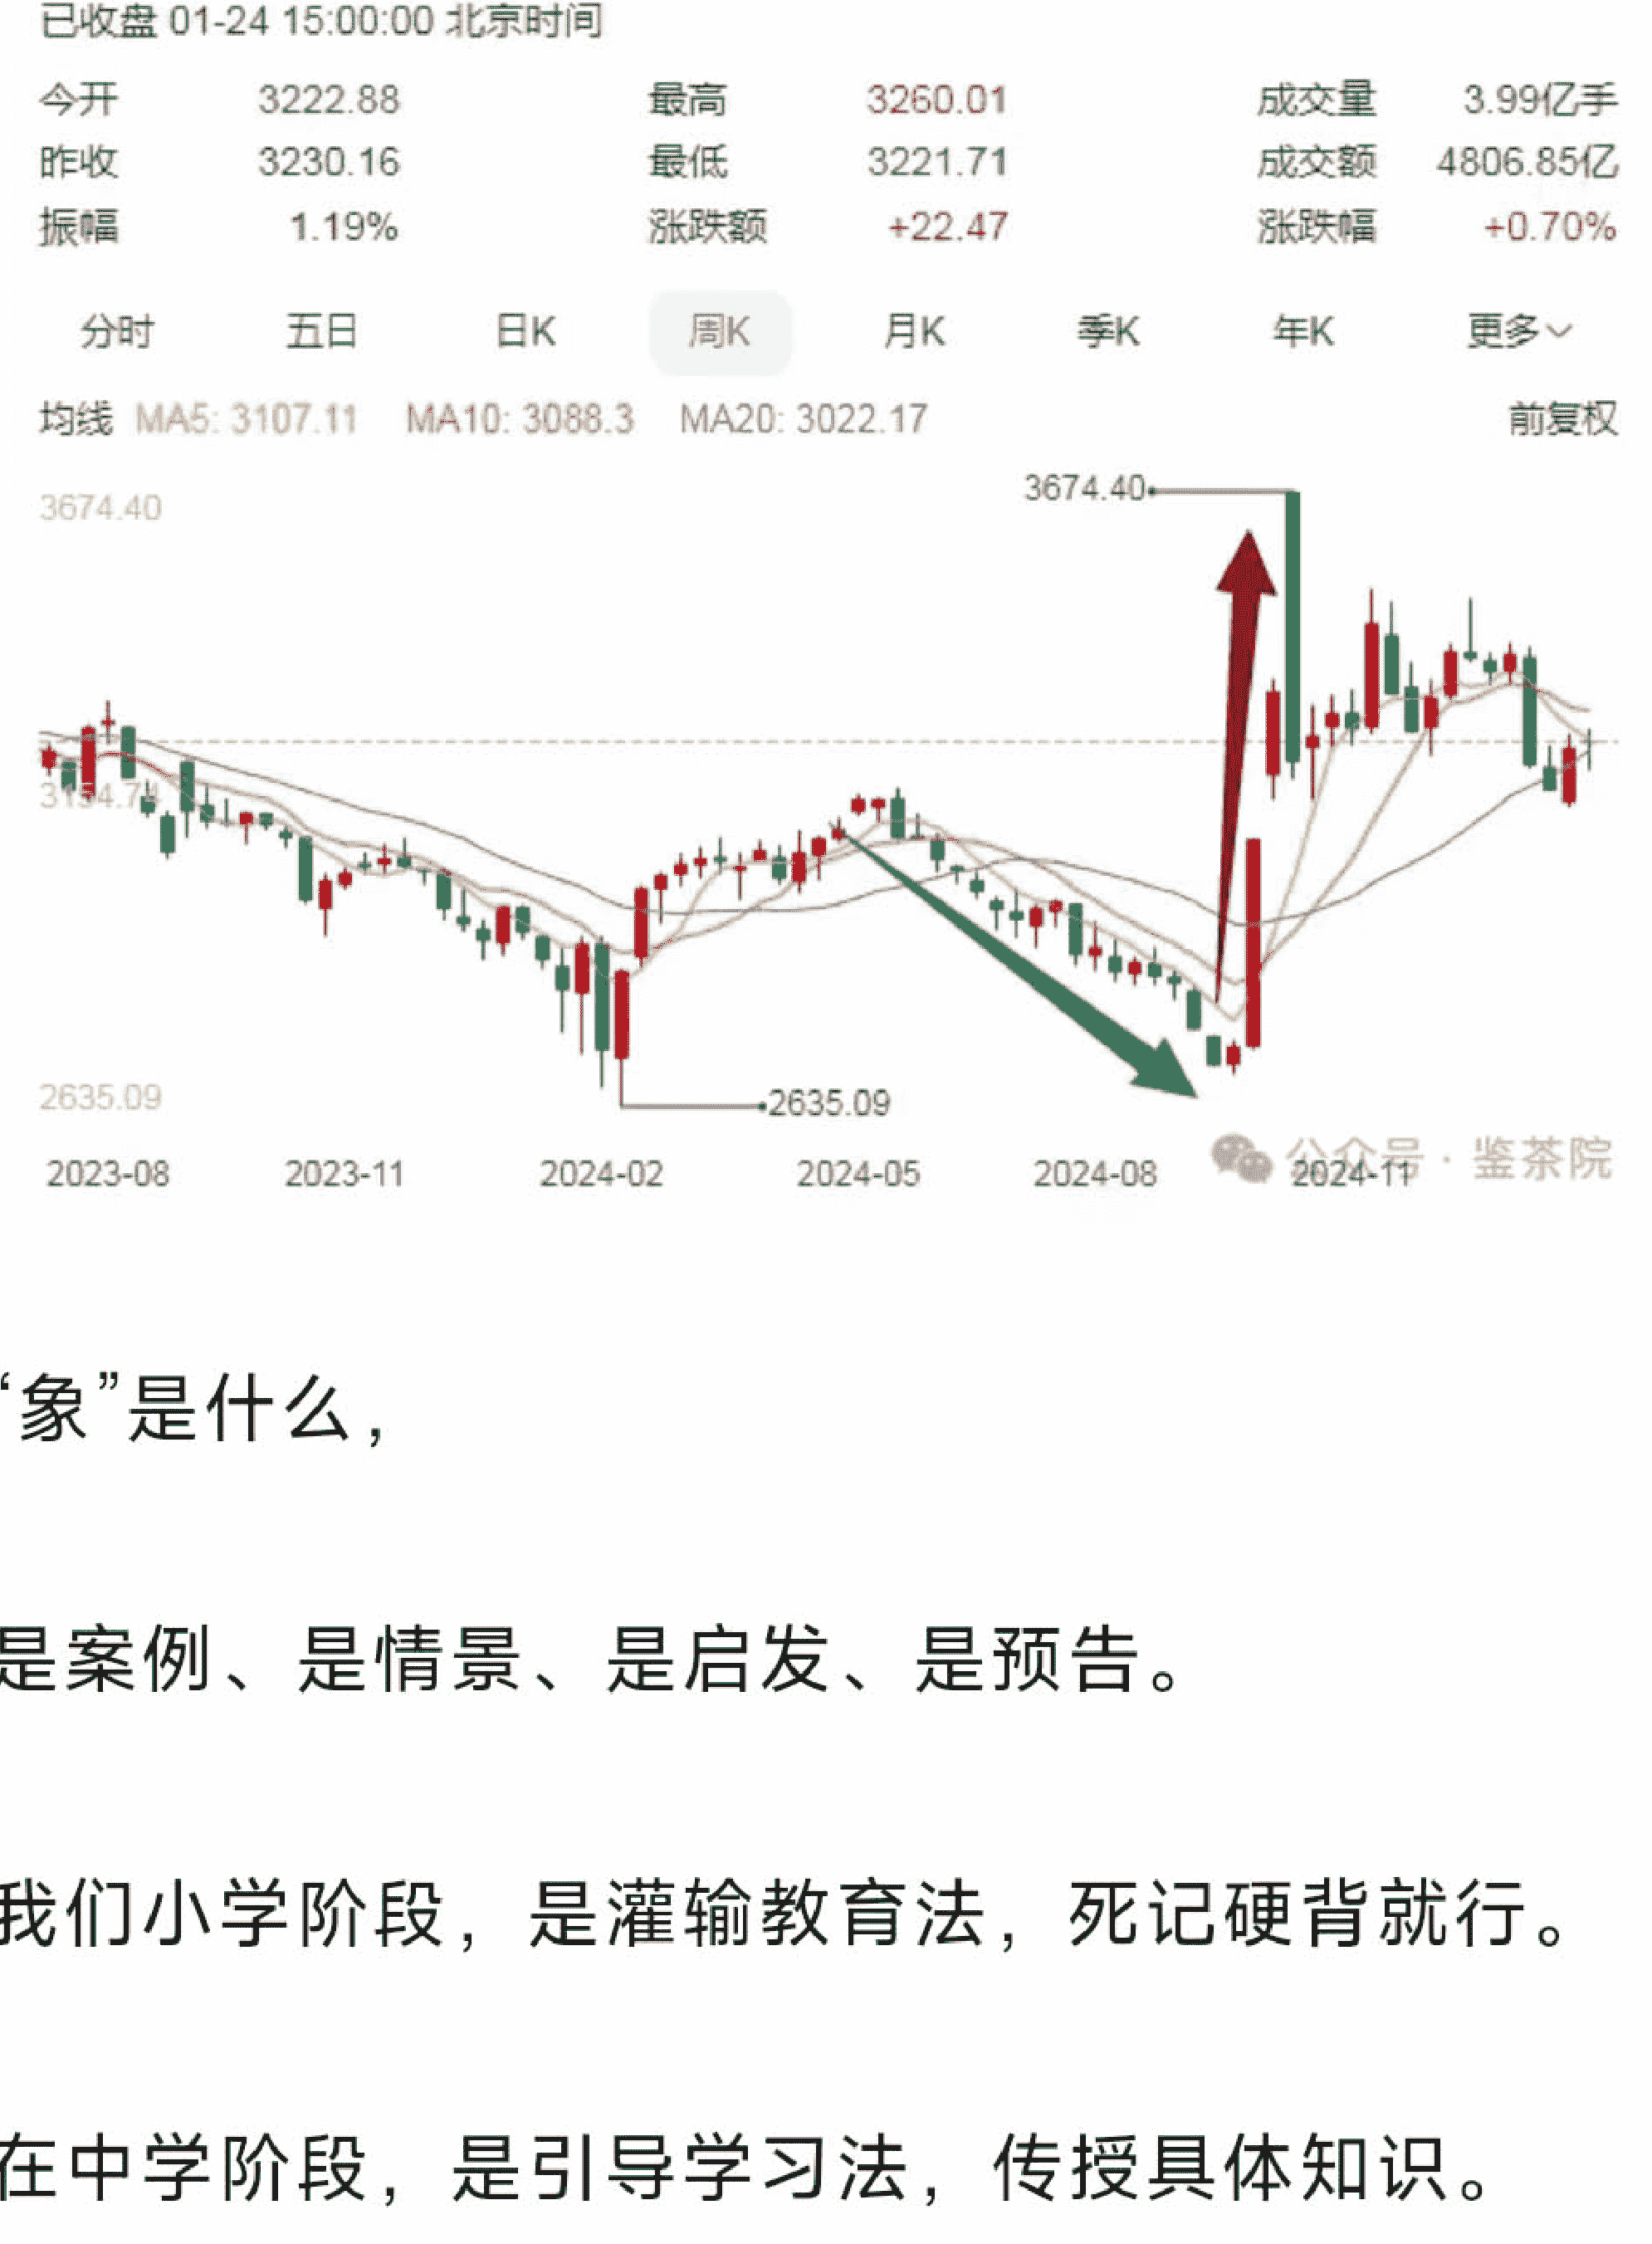 已收盘 01-24 15:00:00 北京时间
今开 3222.88 最高 3260.01 成交量 3.99亿手
昨收 3230.16 最低 3221.71 成交额 4806.85亿
振幅 1.19% 涨跌额 +22.47 涨跌幅 +0.70%
分时 五日 日K 周K 月K 季K 年K 更多
均线 MA5: 3107.11 MA10: 3088.3 MA20: 3022.17 前复权
3674.40
3674.40
3154.74
2635.09
2635.09
公众号 · 鉴茶院
2023-08 2023-11 2024-02 2024-05 2024-08 2024-11
“象”是什么，
是案例、是情景、是启发、是预告。
我们小学阶段，是灌输教育法，死记硬背就行。
在中学阶段，是引导学习法，传授具体知识。